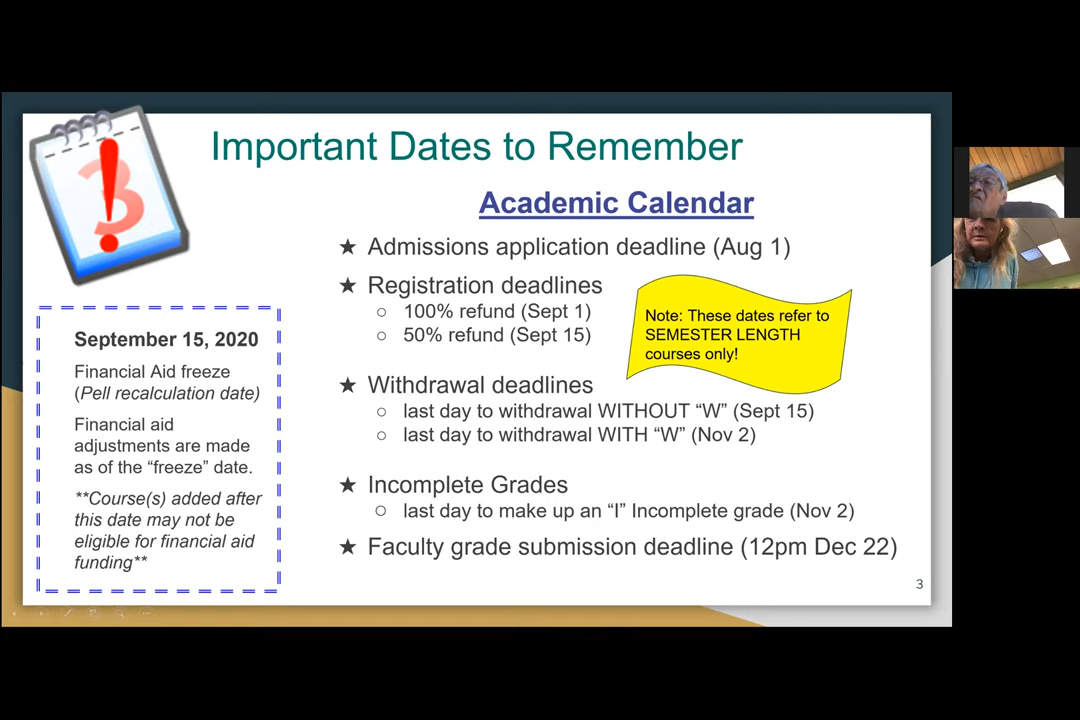 Important Dates to Remember
Academic Calendar
★ Admissions application deadline (Aug 1)
★ Registration deadlines
○ 100% refund (Sept 1)
○ 50% refund (Sept 15)
Note: These dates refer to
SEMESTER LENGTH
courses only!
★ Withdrawal deadlines
○ last day to withdrawal WITHOUT “W” (Sept 15)
○ last day to withdrawal WITH “W” (Nov 2)
★ Incomplete Grades
○ last day to make up an “I” Incomplete grade (Nov 2)
★ Faculty grade submission deadline (12pm Dec 22)
3
September 15, 2020
Financial Aid freeze
(Pell recalculation date)
Financial aid
adjustments are made
as of the “freeze” date.
**Course(s) added after
this date may not be
eligible for financial aid
funding**
3